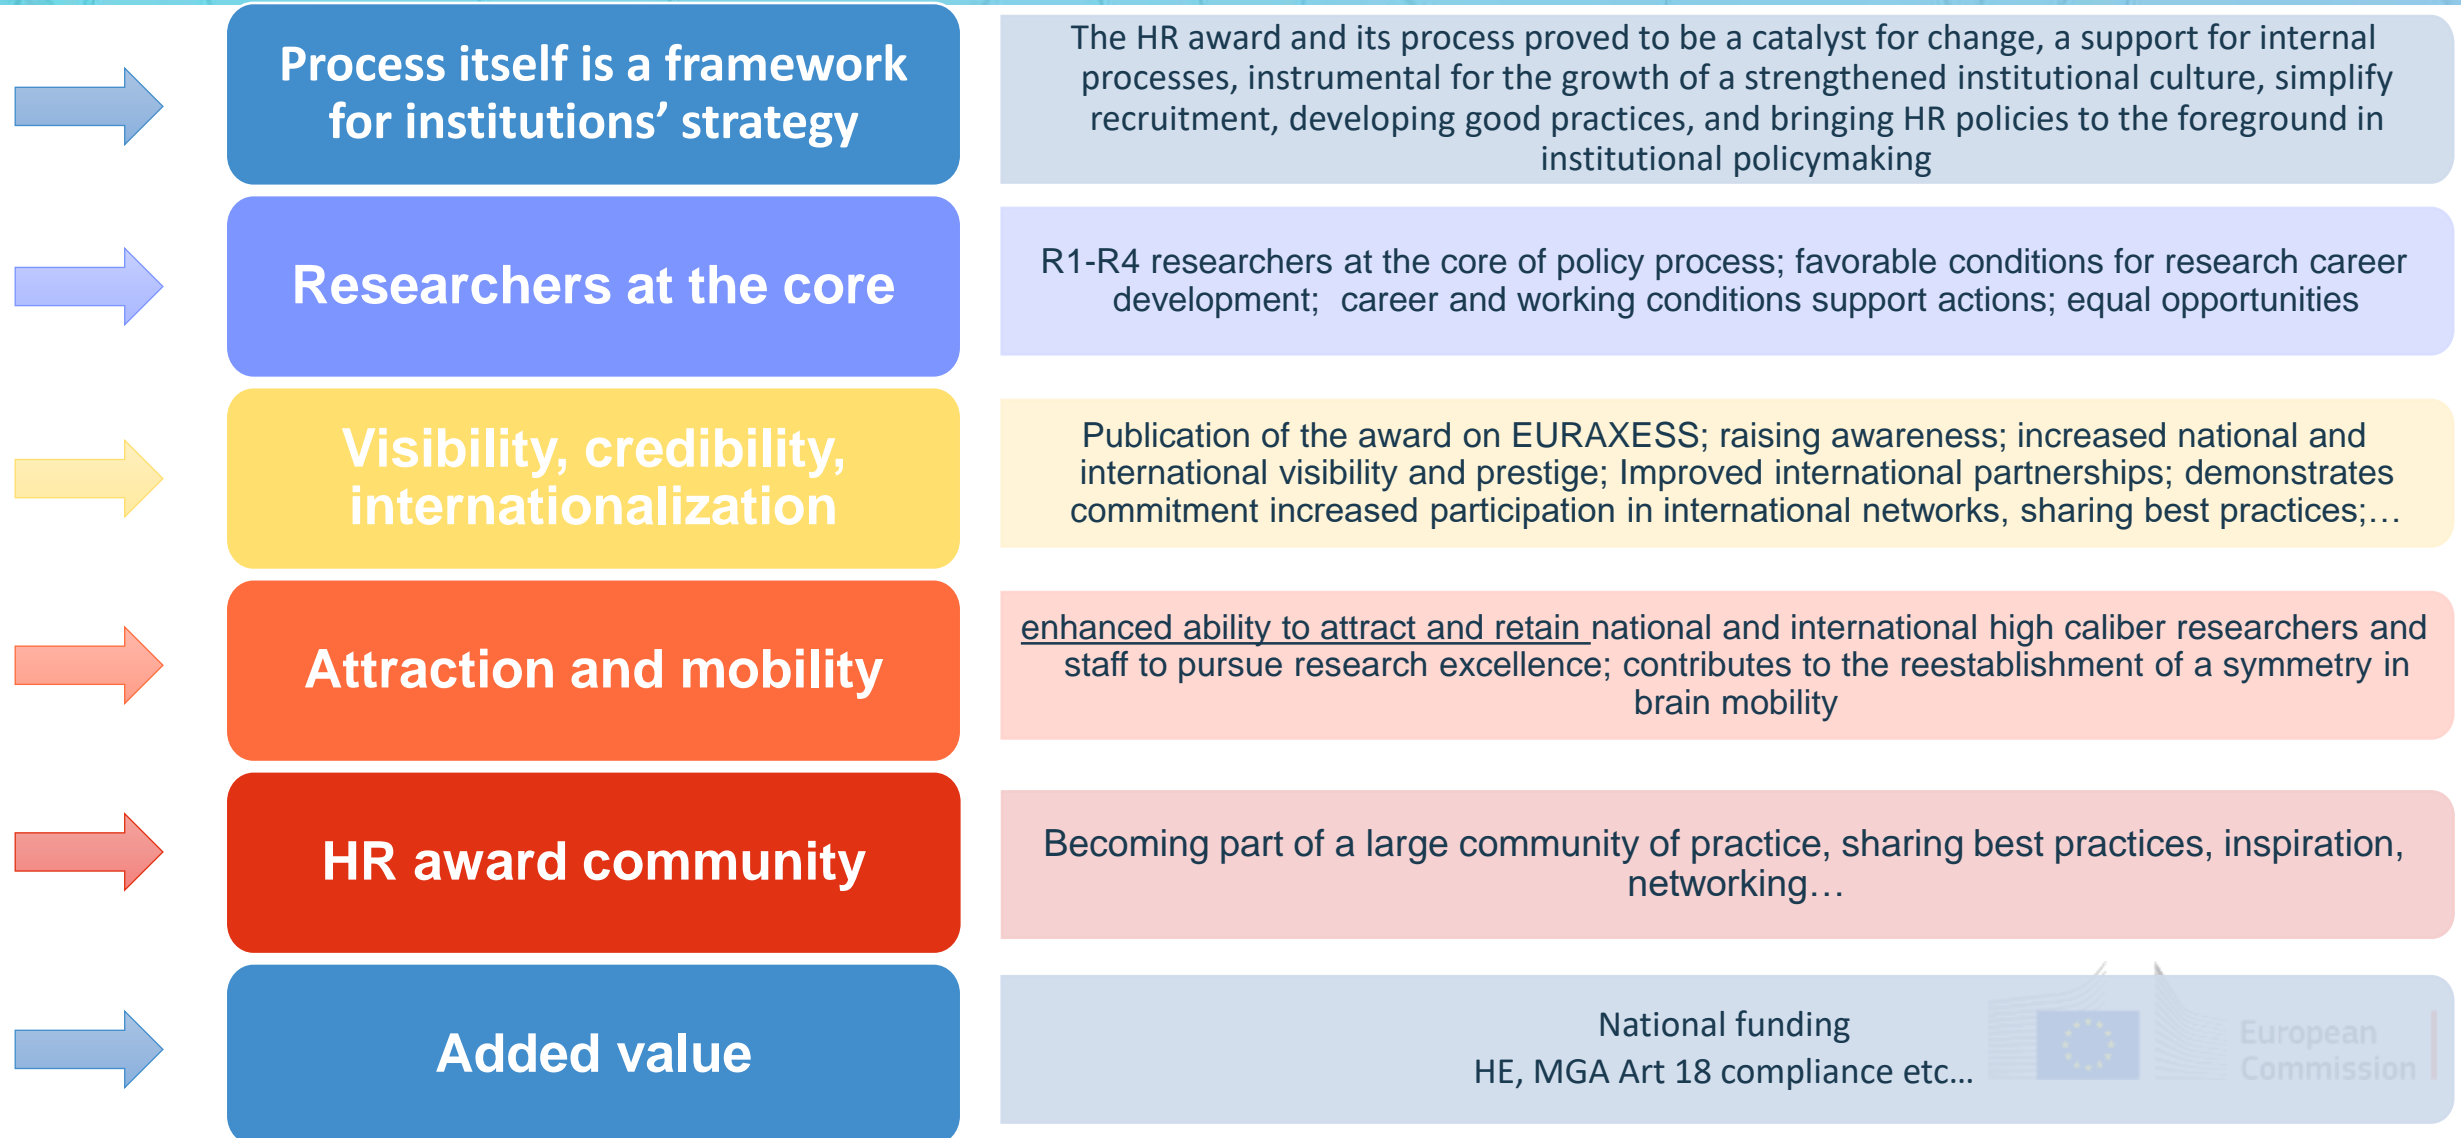 Process itself is a framework
for institutions’ strategy
The HR award and its process proved to be a catalyst for change, a support for internal
processes, instrumental for the growth of a strengthened institutional culture, simplify
recruitment, developing good practices, and bringing HR policies to the foreground in
institutional policymaking
Researchers at the core
R1-R4 researchers at the core of policy process; favorable conditions for research career
development;  career and working conditions support actions; equal opportunities
Visibility, credibility,
internationalization
Publication of the award on EURAXESS; raising awareness; increased national and
international visibility and prestige; Improved international partnerships; demonstrates
commitment increased participation in international networks, sharing best practices;…
Attraction and mobility
enhanced ability to attract and retain national and international high caliber researchers and
staff to pursue research excellence; contributes to the reestablishment of a symmetry in
brain mobility
HR award community
Becoming part of a large community of practice, sharing best practices, inspiration,
networking…
Added value
National funding
HE, MGA Art 18 compliance etc…
European
Commission